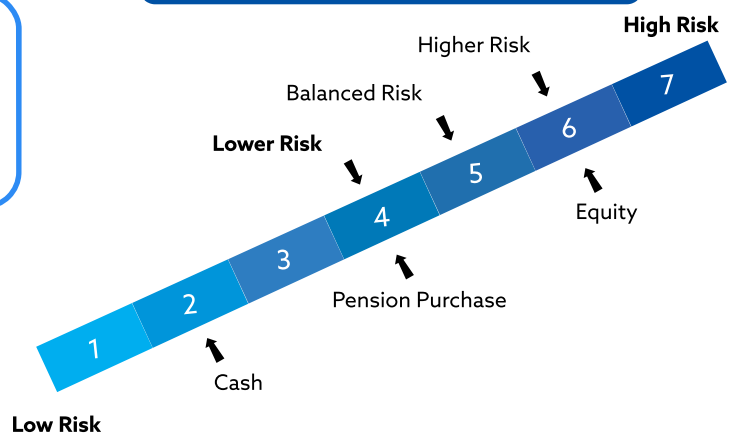 High Risk
Higher Risk
7
Balanced Risk
6
Lower Risk
5
Equity
4
3
Pension Purchase
2
1
Cash
Low Risk